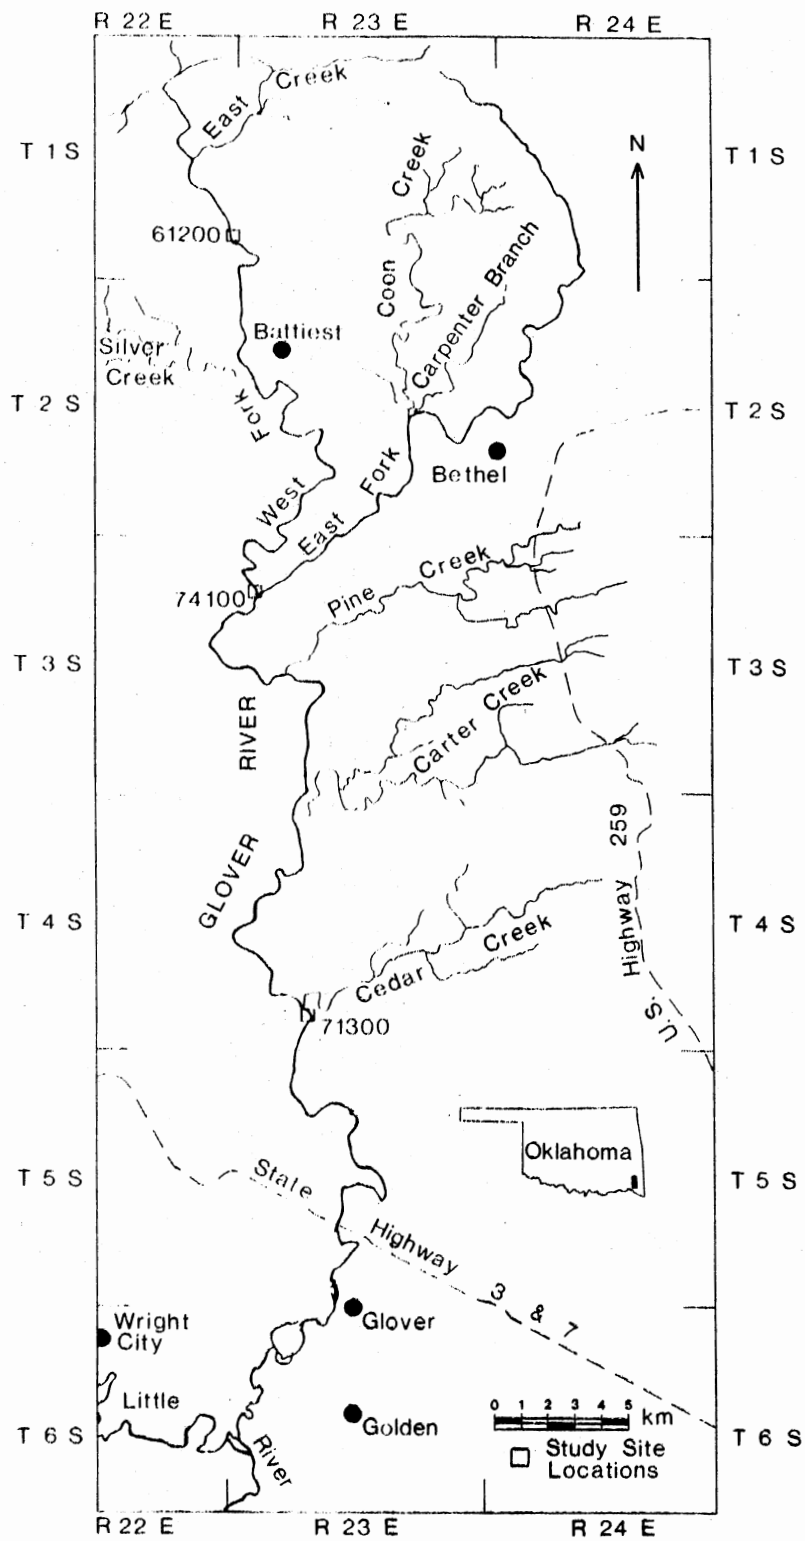 R 22 E R 23 E R 24 E
East Creek
T 1 S T 1 S
N
Coon Creek
61200
Carpenter Branch
Battiest
Silver
Creek
T 2 S T 2 S
West Fork
East Fork
Bethel
Pine Creek
74100
T 3 S T 3 S
Carter Creek
GLOVER RIVER
U.S. Highway 259
T 4 S T 4 S
Cedar Creek
71300
Oklahoma
T 5 S T 5 S
State Highway 3 & 7
Glover
Wright
City
Little River
Golden
0 1 2 3 4 5 km
Study Site
Locations
T 6 S T 6 S
R 22 E R 23 E R 24 E